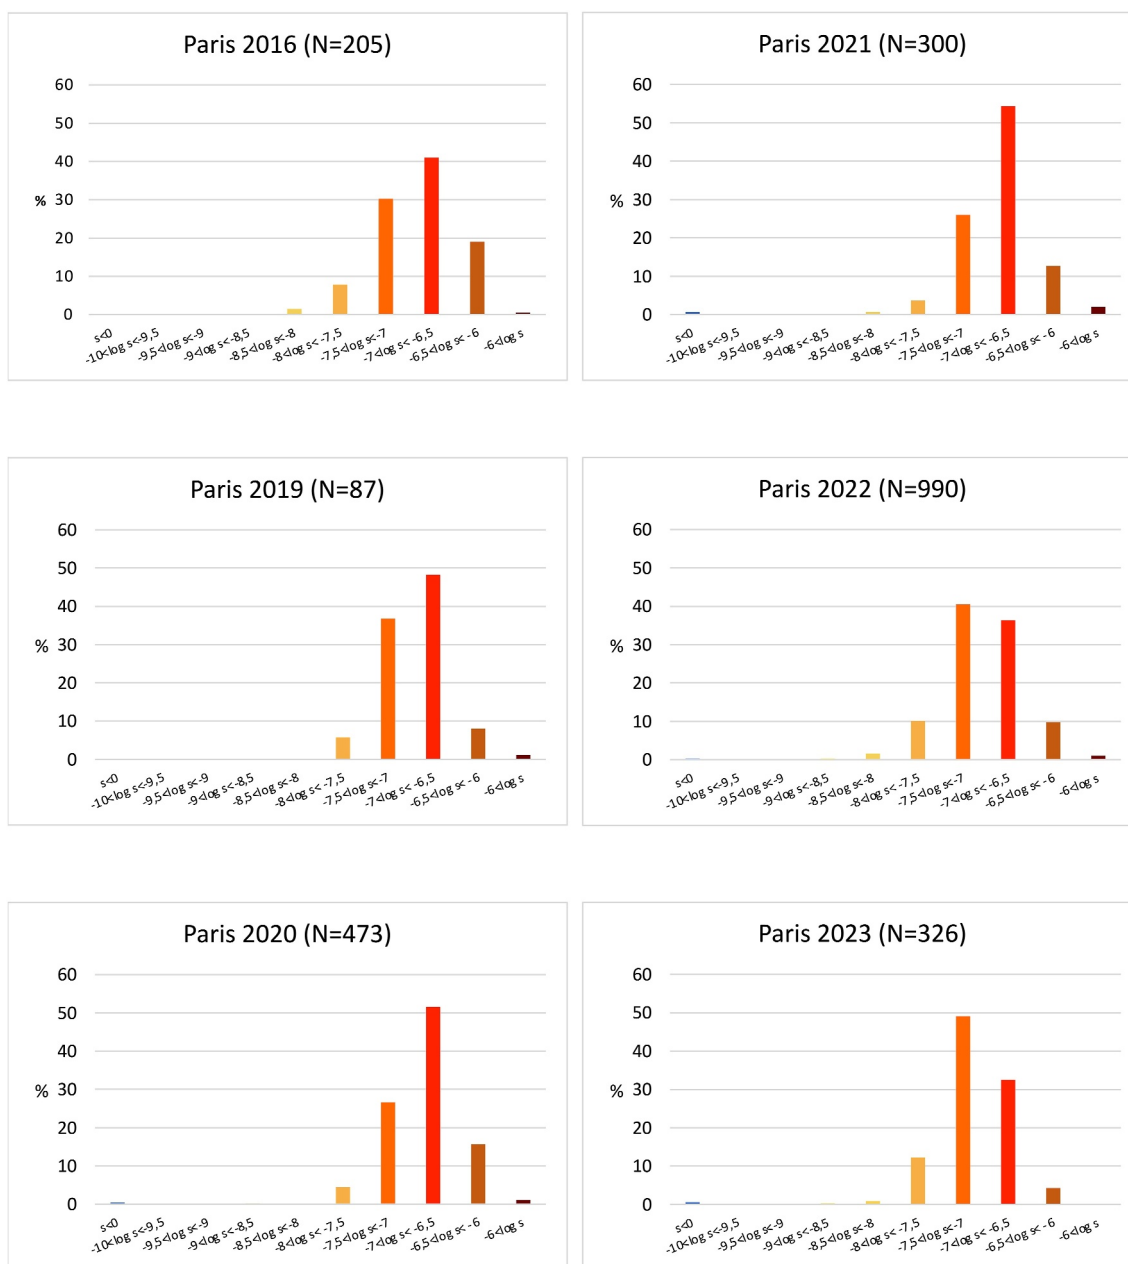 Paris 2016 (N=205)
60
50
40
% 30
20
10
0
s<0
-10<log s<-9,5
-9,5<log s<-9
-9<log s<-8,5
-8,5<log s<-8
-8<log s< -7,5
-7,5<log s<-7
-7<log s< -6,5
-6,5<log s< -6
-6<log s
Paris 2021 (N=300)
60
50
40
% 30
20
10
0
s<0
-10<log s<-9,5
-9,5<log s<-9
-9<log s<-8,5
-8,5<log s<-8
-8<log s< -7,5
-7,5<log s<-7
-7<log s< -6,5
-6,5<log s< -6
-6<log s
Paris 2019 (N=87)
60
50
40
% 30
20
10
0
s<0
-10<log s<-9,5
-9,5<log s<-9
-9<log s<-8,5
-8,5<log s<-8
-8<log s< -7,5
-7,5<log s<-7
-7<log s< -6,5
-6,5<log s< -6
-6<log s
Paris 2022 (N=990)
60
50
40
% 30
20
10
0
s<0
-10<log s<-9,5
-9,5<log s<-9
-9<log s<-8,5
-8,5<log s<-8
-8<log s< -7,5
-7,5<log s<-7
-7<log s< -6,5
-6,5<log s< -6
-6<log s
Paris 2020 (N=473)
60
50
40
% 30
20
10
0
s<0
-10<log s<-9,5
-9,5<log s<-9
-9<log s<-8,5
-8,5<log s<-8
-8<log s< -7,5
-7,5<log s<-7
-7<log s< -6,5
-6,5<log s< -6
-6<log s
Paris 2023 (N=326)
60
50
40
% 30
20
10
0
s<0
-10<log s<-9,5
-9,5<log s<-9
-9<log s<-8,5
-8,5<log s<-8
-8<log s< -7,5
-7,5<log s<-7
-7<log s< -6,5
-6,5<log s< -6
-6<log s